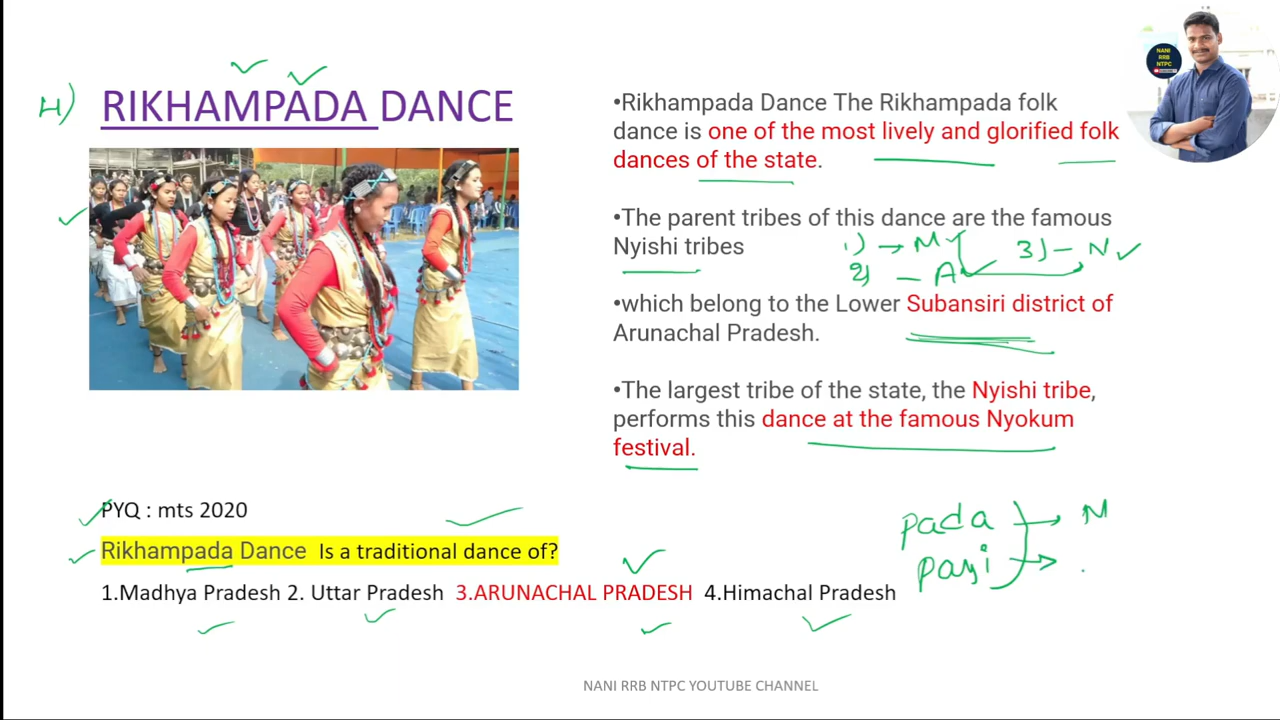 H) RIKHAMPADA DANCE
•Rikhampada Dance The Rikhampada folk
dance is one of the most lively and glorified folk
dances of the state.
•The parent tribes of this dance are the famous
Nyishi tribes
1) → M
3) – N
2) – A
•which belong to the Lower Subansiri district of
Arunachal Pradesh.
•The largest tribe of the state, the Nyishi tribe,
performs this dance at the famous Nyokum
festival.
PYQ : mts 2020
Rikhampada Dance Is a traditional dance of?
1.Madhya Pradesh 2. Uttar Pradesh 3.ARUNACHAL PRADESH 4.Himachal Pradesh
pada → M
NANI RRB NTPC YOUTUBE CHANNEL
NANI
RRB
NTPC